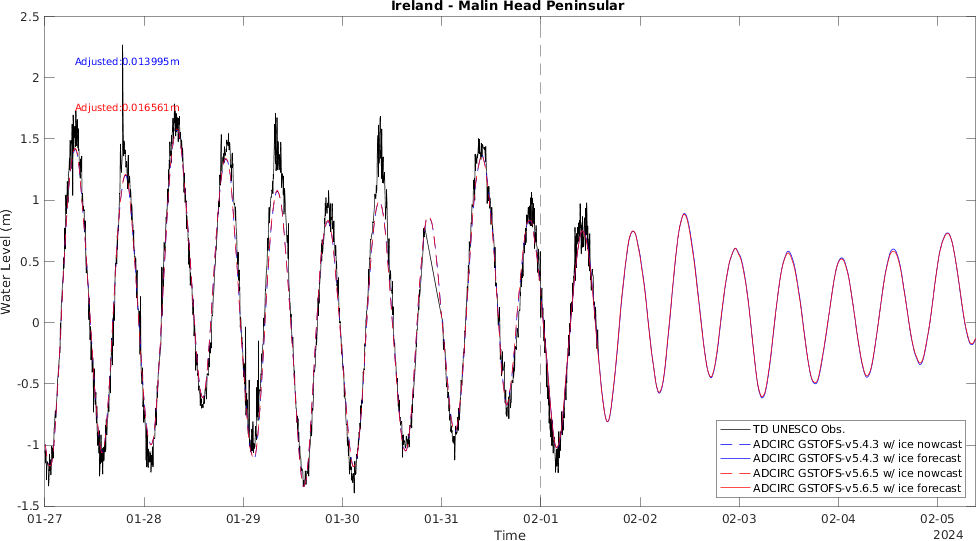 Ireland - Malin Head Peninsular
2.5
2
1.5
1
0.5
0
-0.5
-1
-1.5
Water Level (m)
Adjusted:0.013995m
Adjusted:0.016561m
TD UNESCO Obs.
ADCIRC GSTOFS-v5.4.3 w/ ice nowcast
ADCIRC GSTOFS-v5.4.3 w/ ice forecast
ADCIRC GSTOFS-v5.6.5 w/ ice nowcast
ADCIRC GSTOFS-v5.6.5 w/ ice forecast
01-27 01-28 01-29 01-30 01-31 02-01 02-02 02-03 02-04 02-05
Time
2024